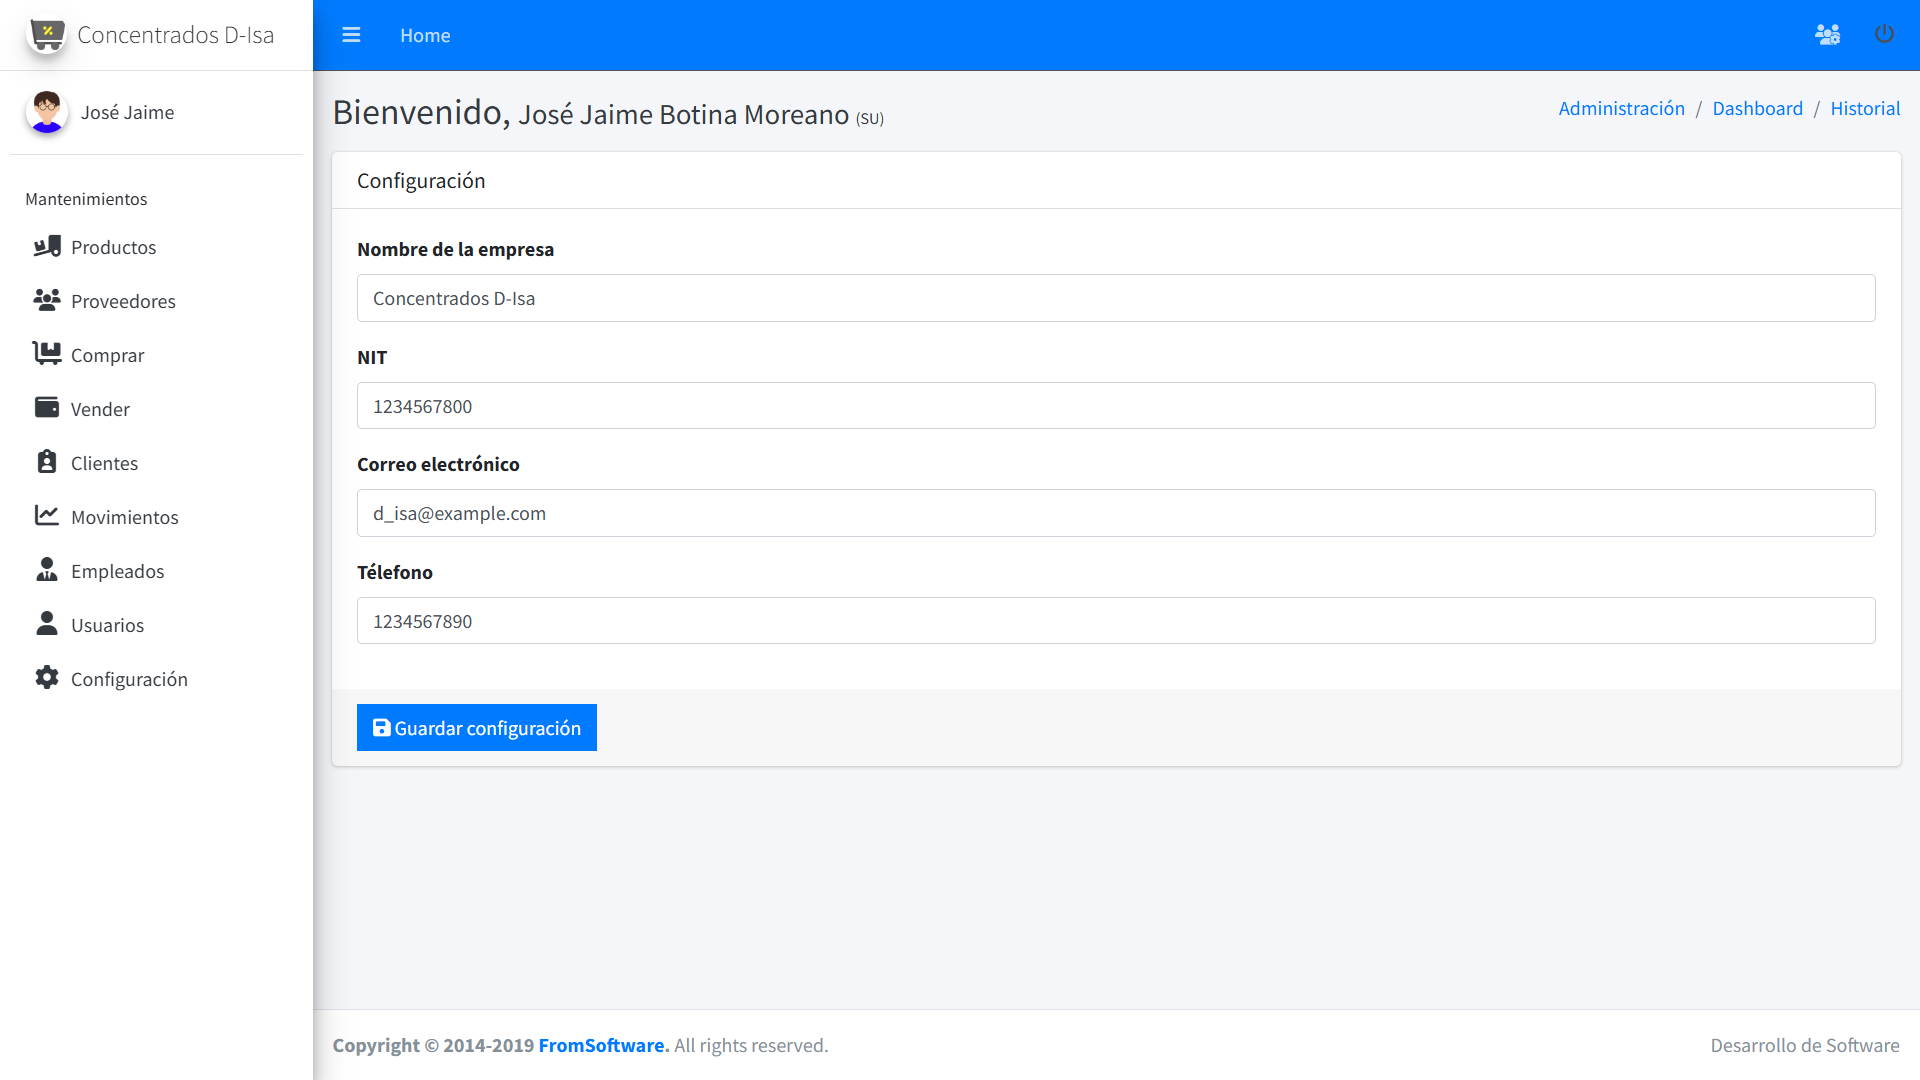 Concentrados D-Isa
Home
José Jaime
Bienvenido, José Jaime Botina Moreano (SU)
Administración / Dashboard / Historial
Mantenimientos
Productos
Proveedores
Comprar
Vender
Clientes
Movimientos
Empleados
Usuarios
Configuración
Configuración
Nombre de la empresa
Concentrados D-Isa
NIT
1234567800
Correo electrónico
d_isa@example.com
Télefono
1234567890
Guardar configuración
Copyright © 2014-2019 FromSoftware. All rights reserved.
Desarrollo de Software